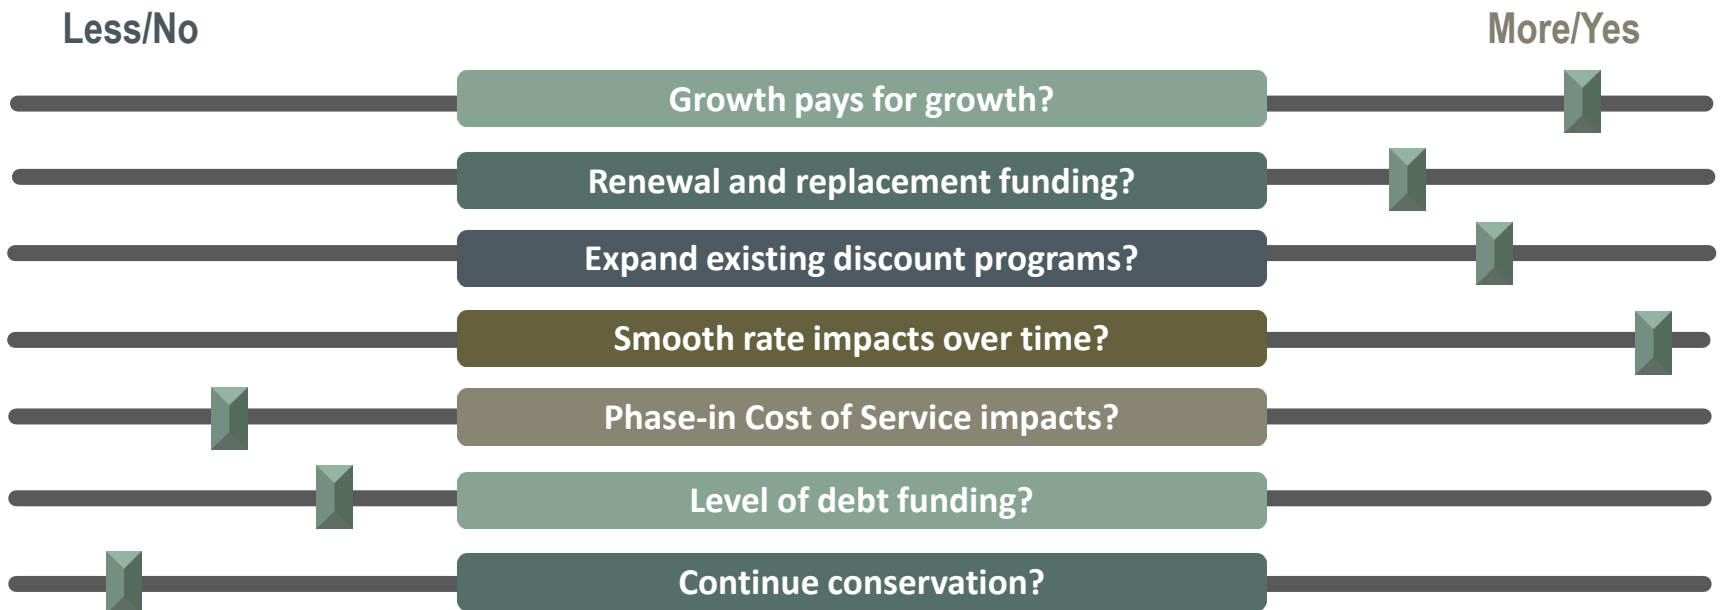 Less/No
More/Yes
Growth pays for growth?
Renewal and replacement funding?
Expand existing discount programs?
Smooth rate impacts over time?
Phase-in Cost of Service impacts?
Level of debt funding?
Continue conservation?